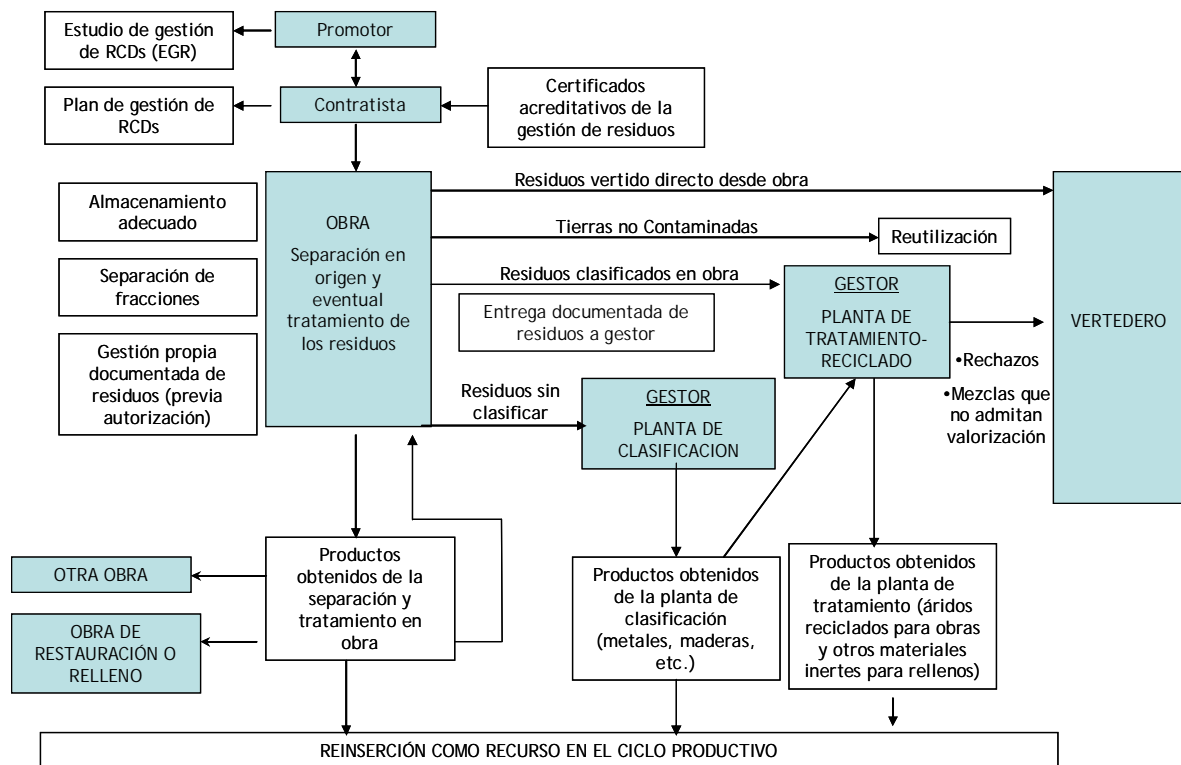 Estudio de gestión
de RCDs (EGR)
Promotor
Plan de gestión de
RCDs
Contratista
Certificados
acreditativos de la
gestión de residuos
Almacenamiento
adecuado
Separación de
fracciones
Gestión propia
documentada de
residuos (previa
autorización)
OBRA
Separación en
origen y
eventual
tratamiento de
los residuos
Residuos vertido directo desde obra
Tierras no Contaminadas
Reutilización
Residuos clasificados en obra
Entrega documentada de
residuos a gestor
GESTOR
PLANTA DE
TRATAMIENTO-
RECICLADO
•Rechazos
•Mezclas que
no admitan
valorización
VERTEDERO
Residuos sin
clasificar
GESTOR
PLANTA DE
CLASIFICACION
OTRA OBRA
OBRA DE
RESTAURACIÓN O
RELLENO
Productos
obtenidos de la
separación y
tratamiento en
obra
Productos obtenidos
de la planta de
clasificación
(metales, maderas,
etc.)
Productos obtenidos
de la planta de
tratamiento (áridos
reciclados para obras
y otros materiales
inertes para rellenos)
REINSERCIÓN COMO RECURSO EN EL CICLO PRODUCTIVO